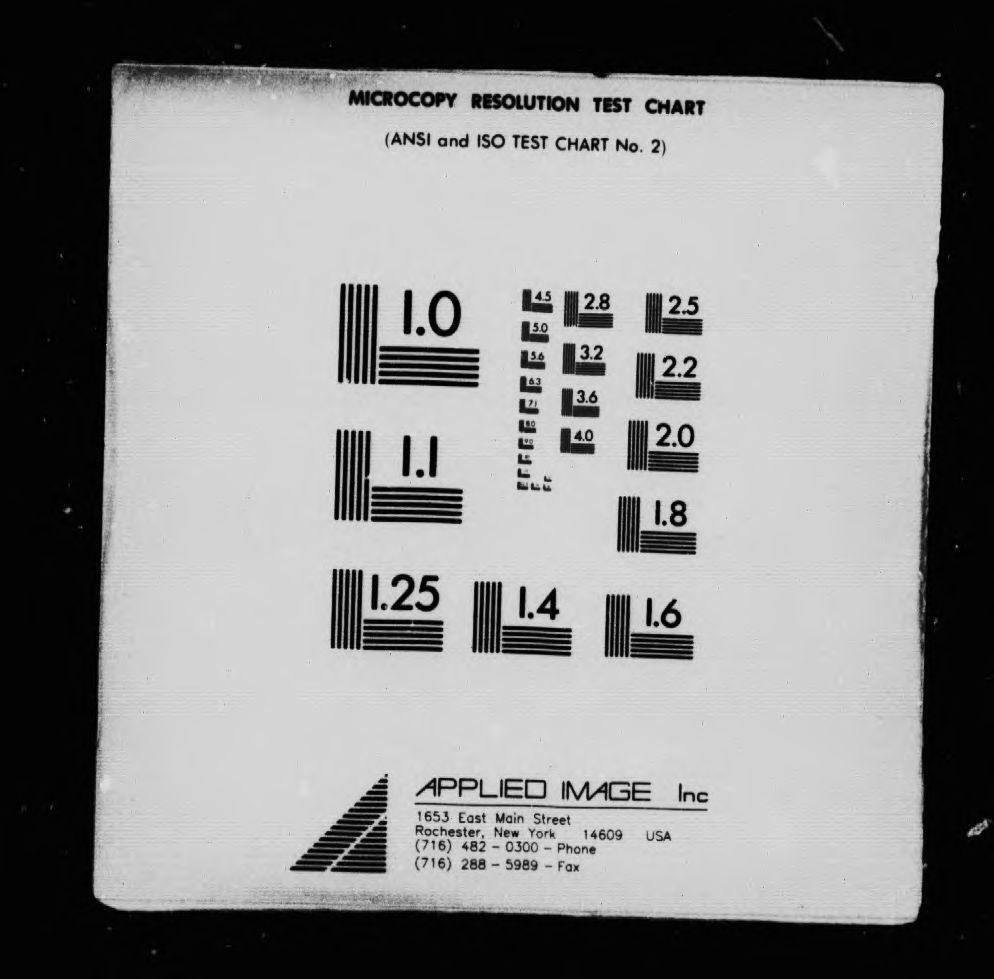 MICROCOPY RESOLUTION TEST CHART
(ANSI and ISO TEST CHART No. 2)
1.0
1.1
1.25
1.4
1.6
1.8
2.0
2.2
2.5
2.8
3.2
3.6
4.0
4.5
5.0
5.6
6.3
7.1
8.0
9.0
APPLIED IMAGE Inc
1653 East Main Street
Rochester, New York 14609 USA
(716) 482 - 0300 - Phone
(716) 288 - 5989 - Fax